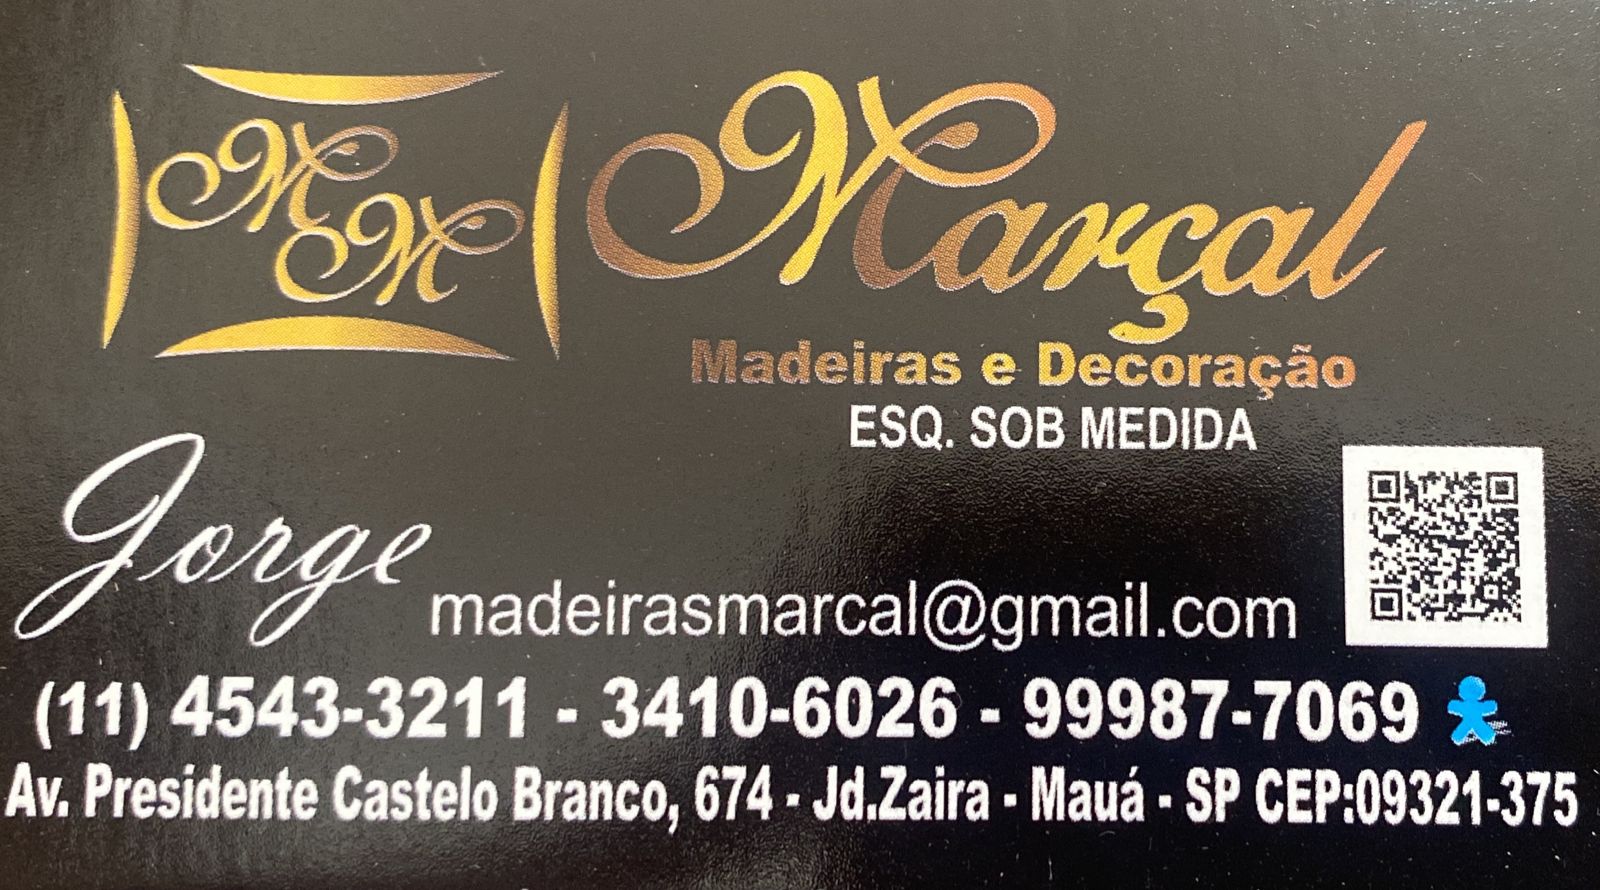 MM
Marçal
Madeiras e Decoração
ESQ. SOB MEDIDA
Jorge
madeirasmarcal@gmail.com
(11) 4543-3211 - 3410-6026 - 99987-7069
Av. Presidente Castelo Branco, 674 - Jd.Zaira - Mauá - SP CEP:09321-375